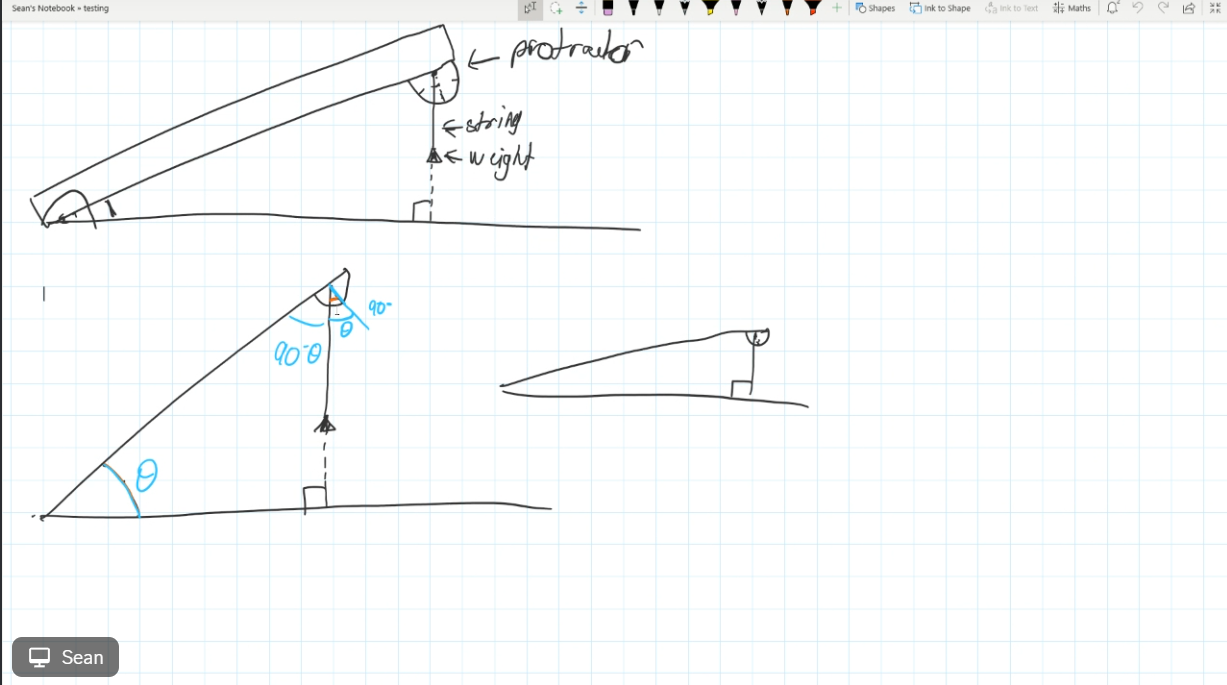 Sean's Notebook » testing
Shapes
Ink to Shape
Ink to Text
Maths
← protractor
← string
← weight
90-
θ
90-θ
θ
Sean